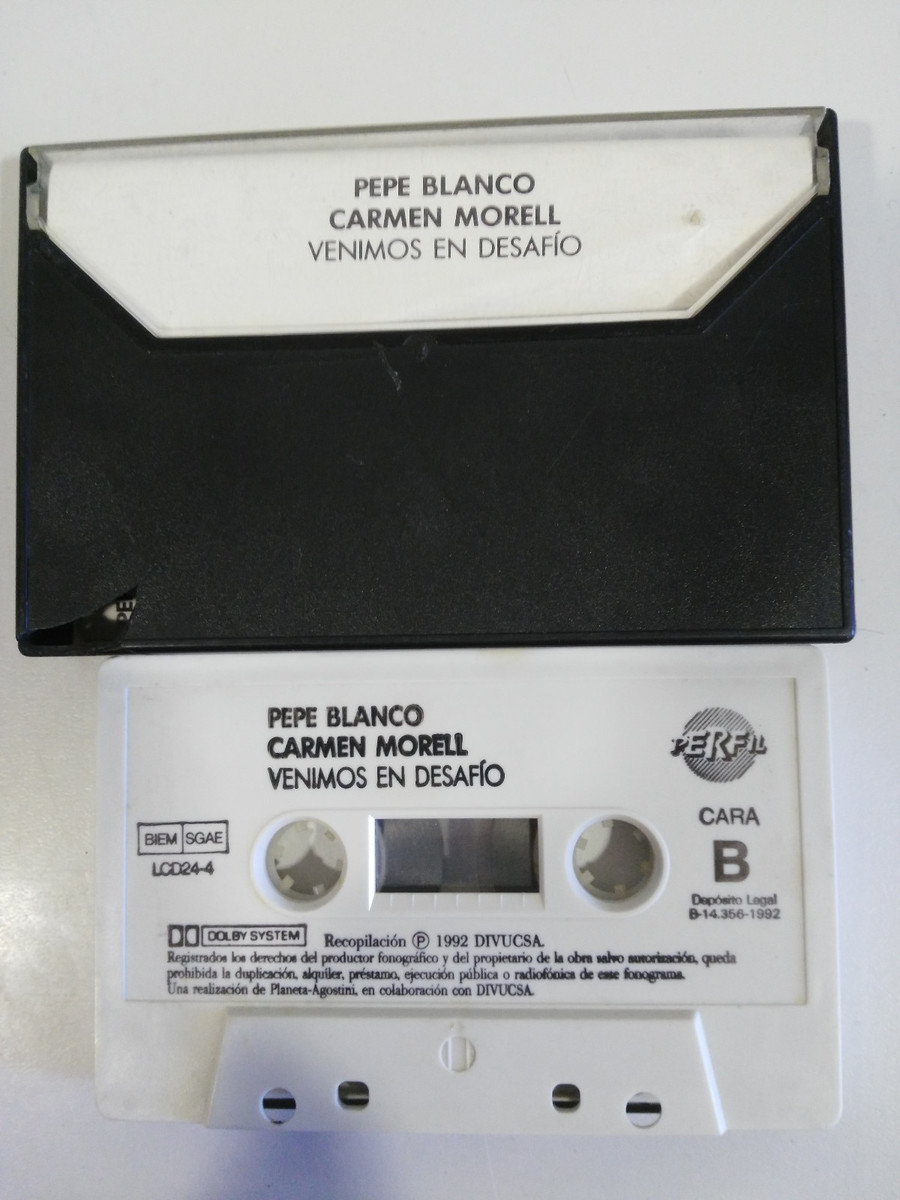 PEPE BLANCO
CARMEN MORELL
VENIMOS EN DESAFÍO
PE
PEPE BLANCO
CARMEN MORELL
VENIMOS EN DESAFÍO
PERFIL
BIEM SGAE
LCD24-4
CARA
B
Depósito Legal
B-14.356-1992
DOLBY SYSTEM
Recopilación Ⓟ 1992 DIVUCSA.
Registrados los derechos del productor fonográfico y del propietario de la obra salvo autorización, queda
prohibida la duplicación, alquiler, préstamo, ejecución pública o radiofónica de este fonograma.
Una realización de Planeta-Agostini, en colaboración con DIVUCSA.